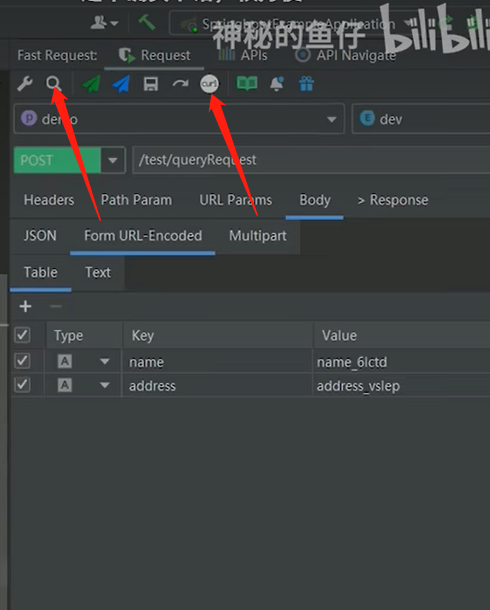 神秘的鱼仔 bilibili
SpringBootExampleApplication
Fast Request: Request APIs API Navigate
curl
P demo E dev
POST /test/queryRequest
Headers Path Param URL Params Body > Response
JSON Form URL-Encoded Multipart
Table Text
+ −
Type Key Value
A name name_6lctd
A address address_vslep